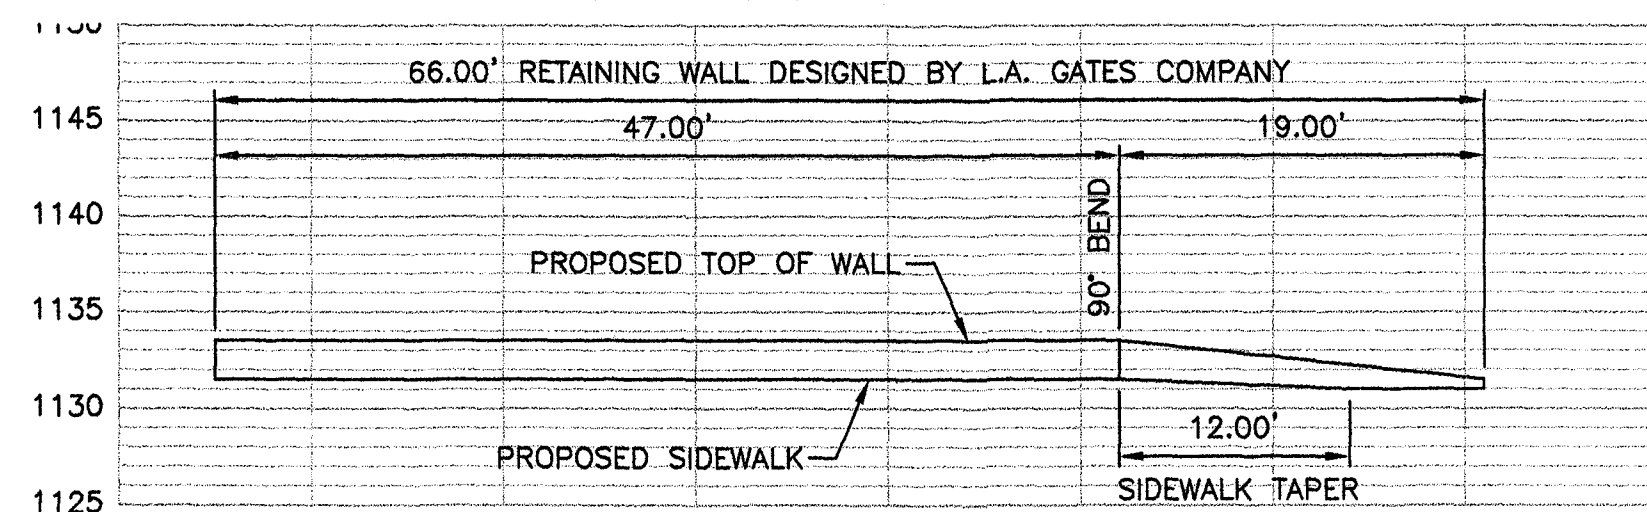 1150
66.00' RETAINING WALL DESIGNED BY L.A. GATES COMPANY
1145
47.00'
19.00'
1140
90° BEND
PROPOSED TOP OF WALL
1135
1130
12.00'
PROPOSED SIDEWALK
SIDEWALK TAPER
1125